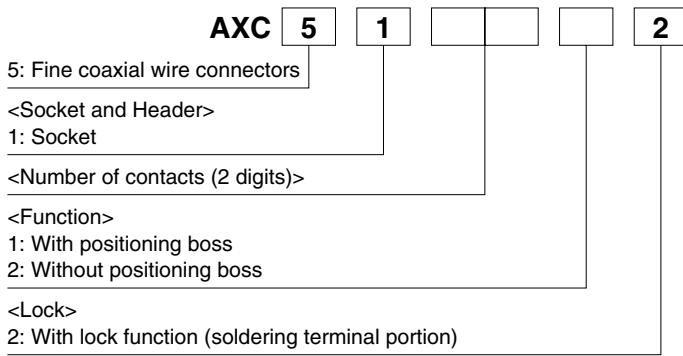 AXC 5 1 2
5: Fine coaxial wire connectors
<Socket and Header>
1: Socket
<Number of contacts (2 digits)>
<Function>
1: With positioning boss
2: Without positioning boss
<Lock>
2: With lock function (soldering terminal portion)